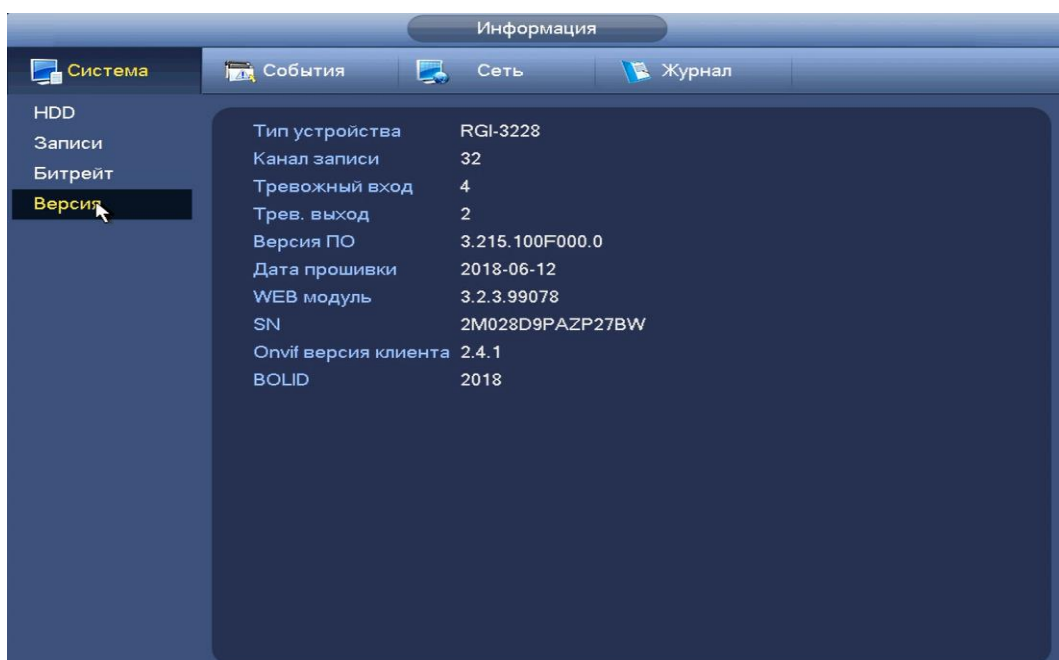 Информация
Система События Сеть Журнал
HDD
Записи
Битрейт
Версия
Тип устройства RGI-3228
Канал записи 32
Тревожный вход 4
Трев. выход 2
Версия ПО 3.215.100F000.0
Дата прошивки 2018-06-12
WEB модуль 3.2.3.99078
SN 2M028D9PAZP27BW
Onvif версия клиента 2.4.1
BOLID 2018